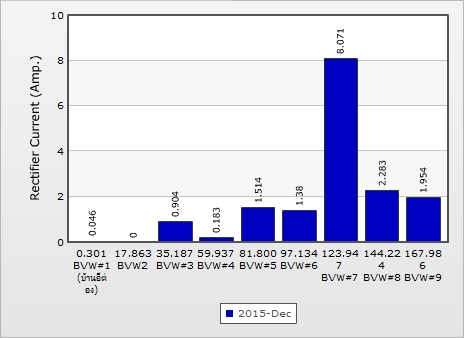 10
8
6
4
2
0
Rectifier Current (Amp.)
0.046
0
0.904
0.183
1.514
1.38
8.071
2.283
1.954
0.301
BVW#1
(บ้านอีต่
อง)
17.863
BVW2
35.187
BVW#3
59.937
BVW#4
81.800
BVW#5
97.134
BVW#6
123.94
7
BVW#7
144.22
4
BVW#8
167.98
6
BVW#9
2015-Dec